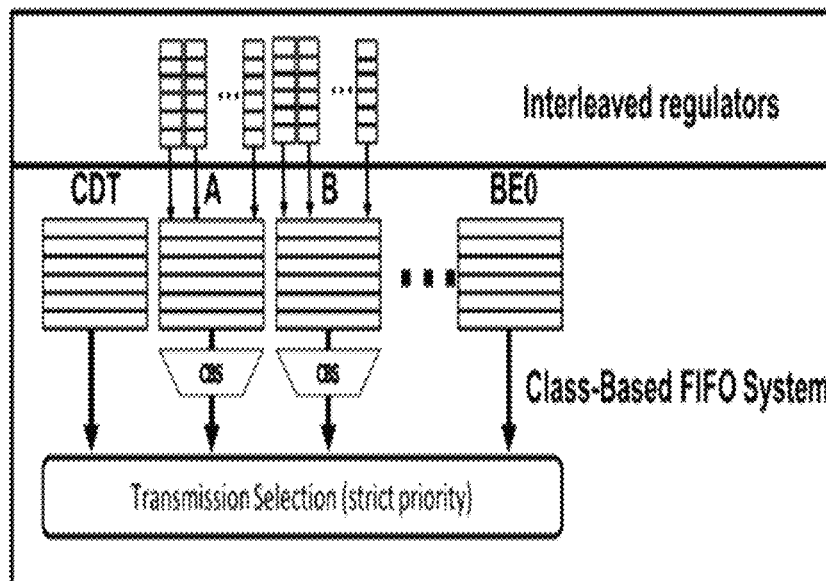 Interleaved regulators
CDT A B BE0
CBS CBS
Class-Based FIFO System
Transmission Selection (strict priority)